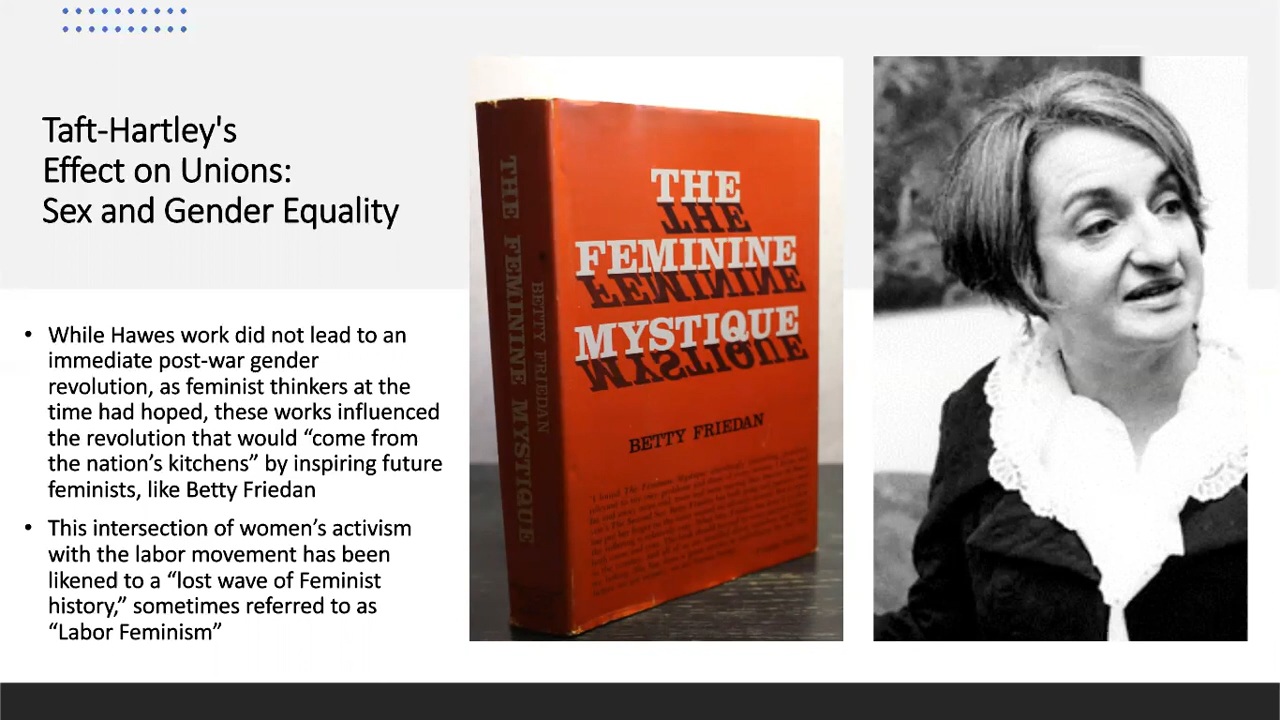 Taft-Hartley's
Effect on Unions:
Sex and Gender Equality
• While Hawes work did not lead to an
immediate post-war gender
revolution, as feminist thinkers at the
time had hoped, these works influenced
the revolution that would “come from
the nation’s kitchens” by inspiring future
feminists, like Betty Friedan
• This intersection of women’s activism
with the labor movement has been
likened to a “lost wave of Feminist
history,” sometimes referred to as
“Labor Feminism”
THE FEMININE MYSTIQUE
BETTY FRIEDAN
THE
THE
FEMININE
FEMININE
MYSTIQUE
MYSTIQUE
BETTY FRIEDAN